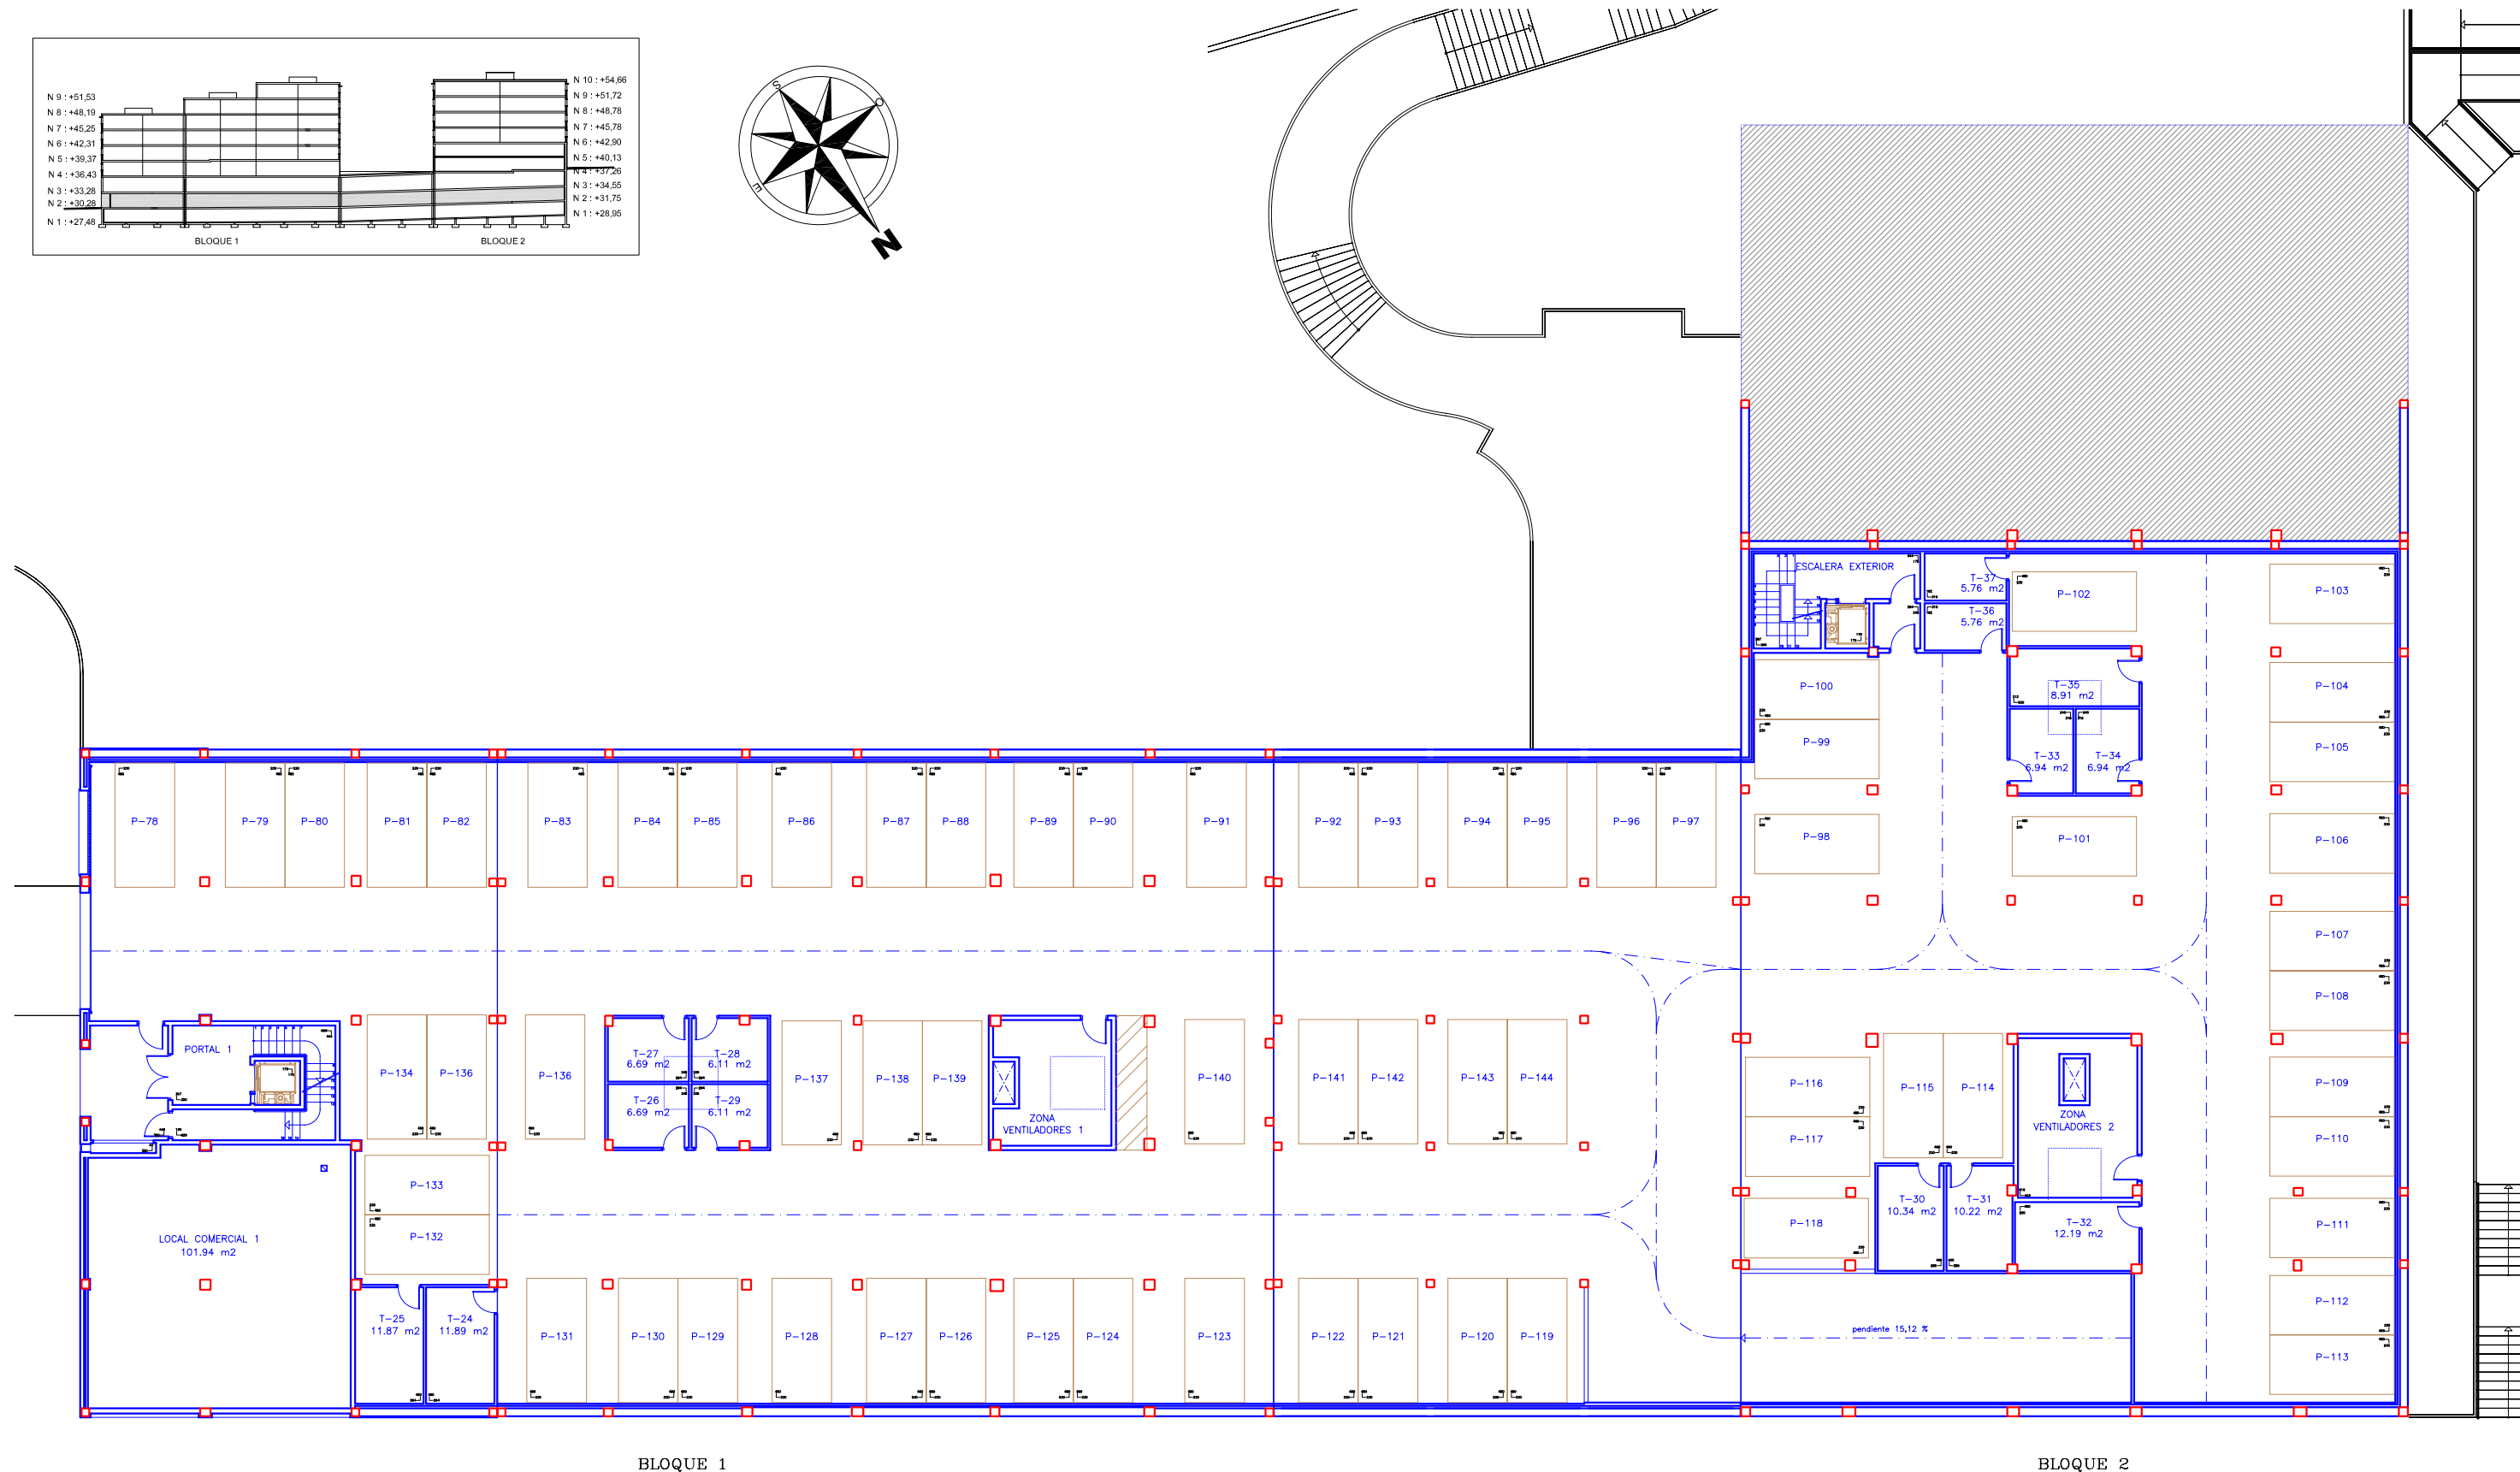 N 9 : +51,53
N 8 : +48,19
N 7 : +45,25
N 6 : +42,31
N 5 : +39,37
N 4 : +36,43
N 3 : +33,28
N 2 : +30,28
N 1 : +27,48
N 10 : +54,66
N 9 : +51,72
N 8 : +48,78
N 7 : +45,78
N 6 : +42,90
N 5 : +40,13
N 4 : +37,26
N 3 : +34,55
N 2 : +31,75
N 1 : +28,95
BLOQUE 1
BLOQUE 2
S
O
E
N
ESCALERA EXTERIOR
T-37
5.76 m2
T-36
5.76 m2
P-102
P-103
P-100
P-99
P-98
T-35
8.91 m2
T-33
6.94 m2
T-34
6.94 m2
P-101
P-104
P-105
P-106
P-107
P-108
P-78
P-79
P-80
P-81
P-82
P-83
P-84
P-85
P-86
P-87
P-88
P-89
P-90
P-91
P-92
P-93
P-94
P-95
P-96
P-97
PORTAL 1
P-134
P-136
P-136
T-27
6.69 m2
T-28
6.11 m2
T-26
6.69 m2
T-29
6.11 m2
P-137
P-138
P-139
ZONA
VENTILADORES 1
P-140
P-141
P-142
P-143
P-144
P-116
P-117
P-118
P-115
P-114
ZONA
VENTILADORES 2
P-109
P-110
P-111
P-112
P-113
P-133
P-132
LOCAL COMERCIAL 1
101.94 m2
T-30
10.34 m2
T-31
10.22 m2
T-32
12.19 m2
T-25
11.87 m2
T-24
11.89 m2
P-131
P-130
P-129
P-128
P-127
P-126
P-125
P-124
P-123
P-122
P-121
P-120
P-119
pendiente 15,12 %
BLOQUE 1
BLOQUE 2